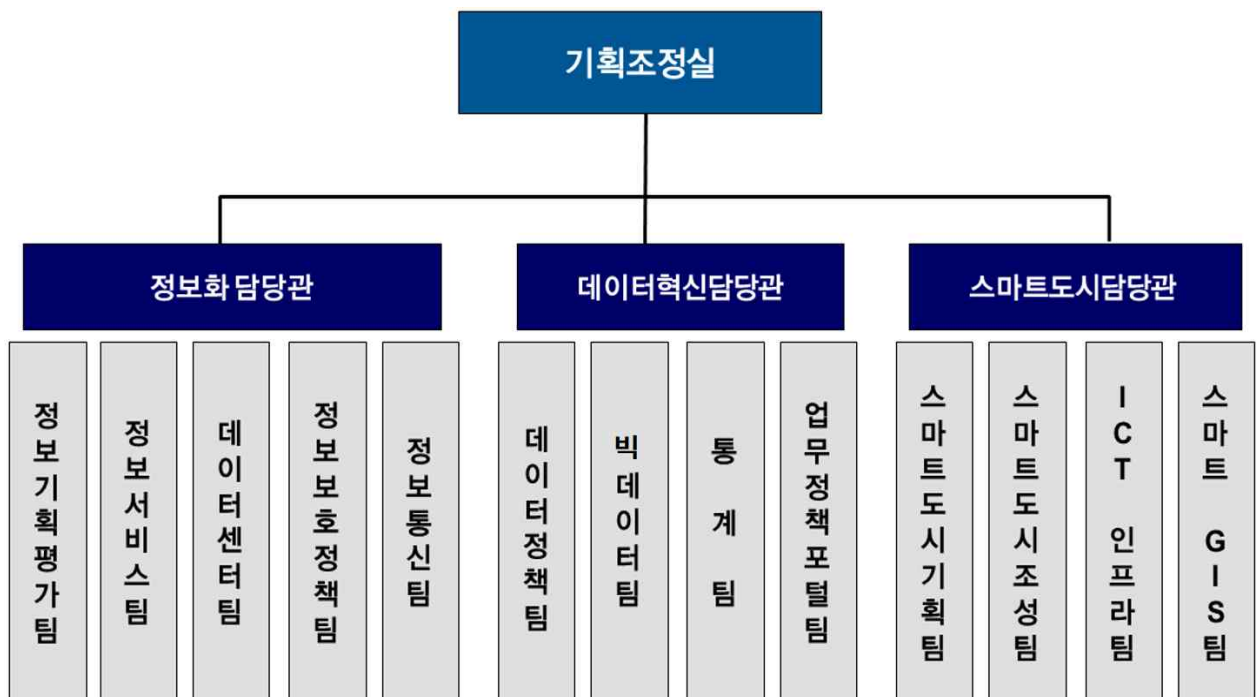 기획조정실
정보화 담당관
데이터혁신담당관
스마트도시담당관
정보기획평가팀
정보서비스팀
데이터센터팀
정보보호정책팀
정보통신팀
데이터정책팀
빅데이터팀
통계팀
업무정책포털팀
스마트도시기획팀
스마트도시조성팀
ICT 인프라팀
스마트 GIS팀